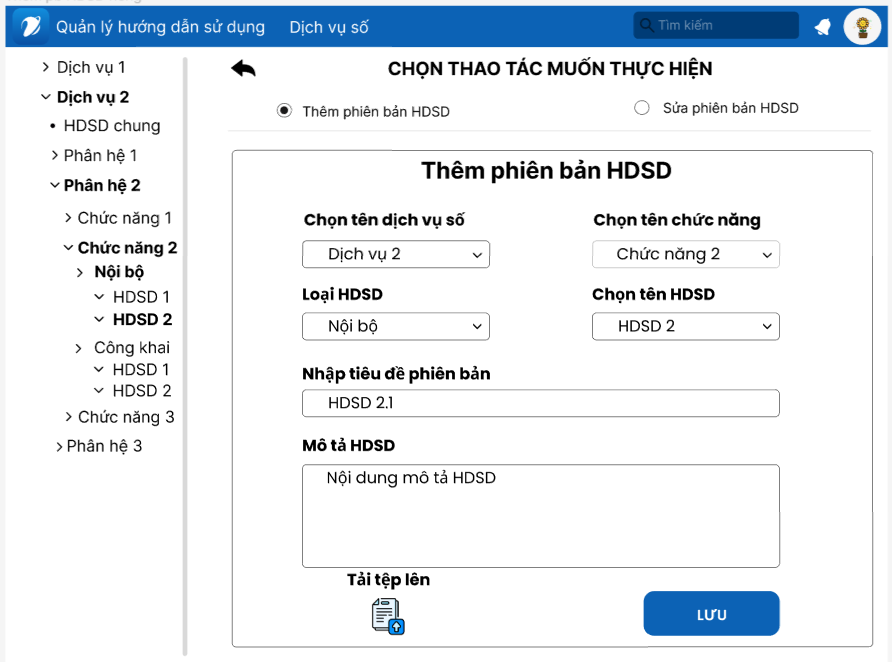 Quản lý hướng dẫn sử dụng Dịch vụ số Tìm kiếm
Dịch vụ 1
Dịch vụ 2
HDSD chung
Phân hệ 1
Phân hệ 2
Chức năng 1
Chức năng 2
Nội bộ
HDSD 1
HDSD 2
Công khai
HDSD 1
HDSD 2
Chức năng 3
Phân hệ 3
CHỌN THAO TÁC MUỐN THỰC HIỆN
Thêm phiên bản HDSD Sửa phiên bản HDSD
Thêm phiên bản HDSD
Chọn tên dịch vụ số Chọn tên chức năng
Dịch vụ 2 Chức năng 2
Loại HDSD Chọn tên HDSD
Nội bộ HDSD 2
Nhập tiêu đề phiên bản
HDSD 2.1
Mô tả HDSD
Nội dung mô tả HDSD
Tải tệp lên
LƯU